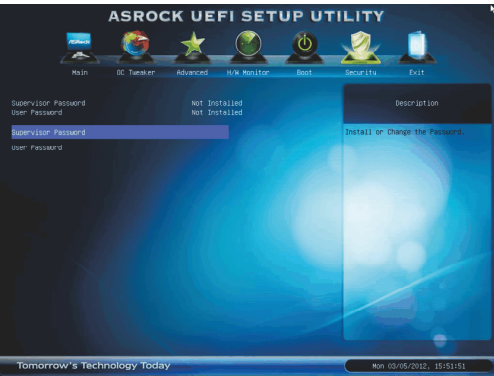 ASROCK UEFI SETUP UTILITY
ASRock
Main OC Tweaker Advanced H/W Monitor Boot Security Exit
Supervisor Password Not Installed
User Password Not Installed
Supervisor Password
User Password
Description
Install or Change the Password.
Tomorrow's Technology Today
Mon 03/05/2012, 15:51:51